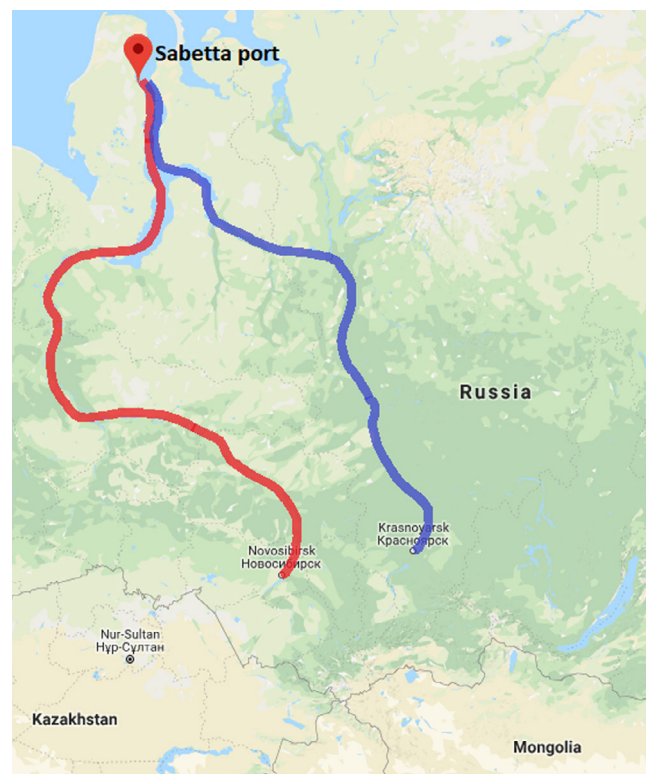 Sabetta port
Russia
Krasnoyarsk
Красноярск
Novosibirsk
Новосибирск
Nur-Sultan
Нұр-Сұлтан
Kazakhstan
Mongolia